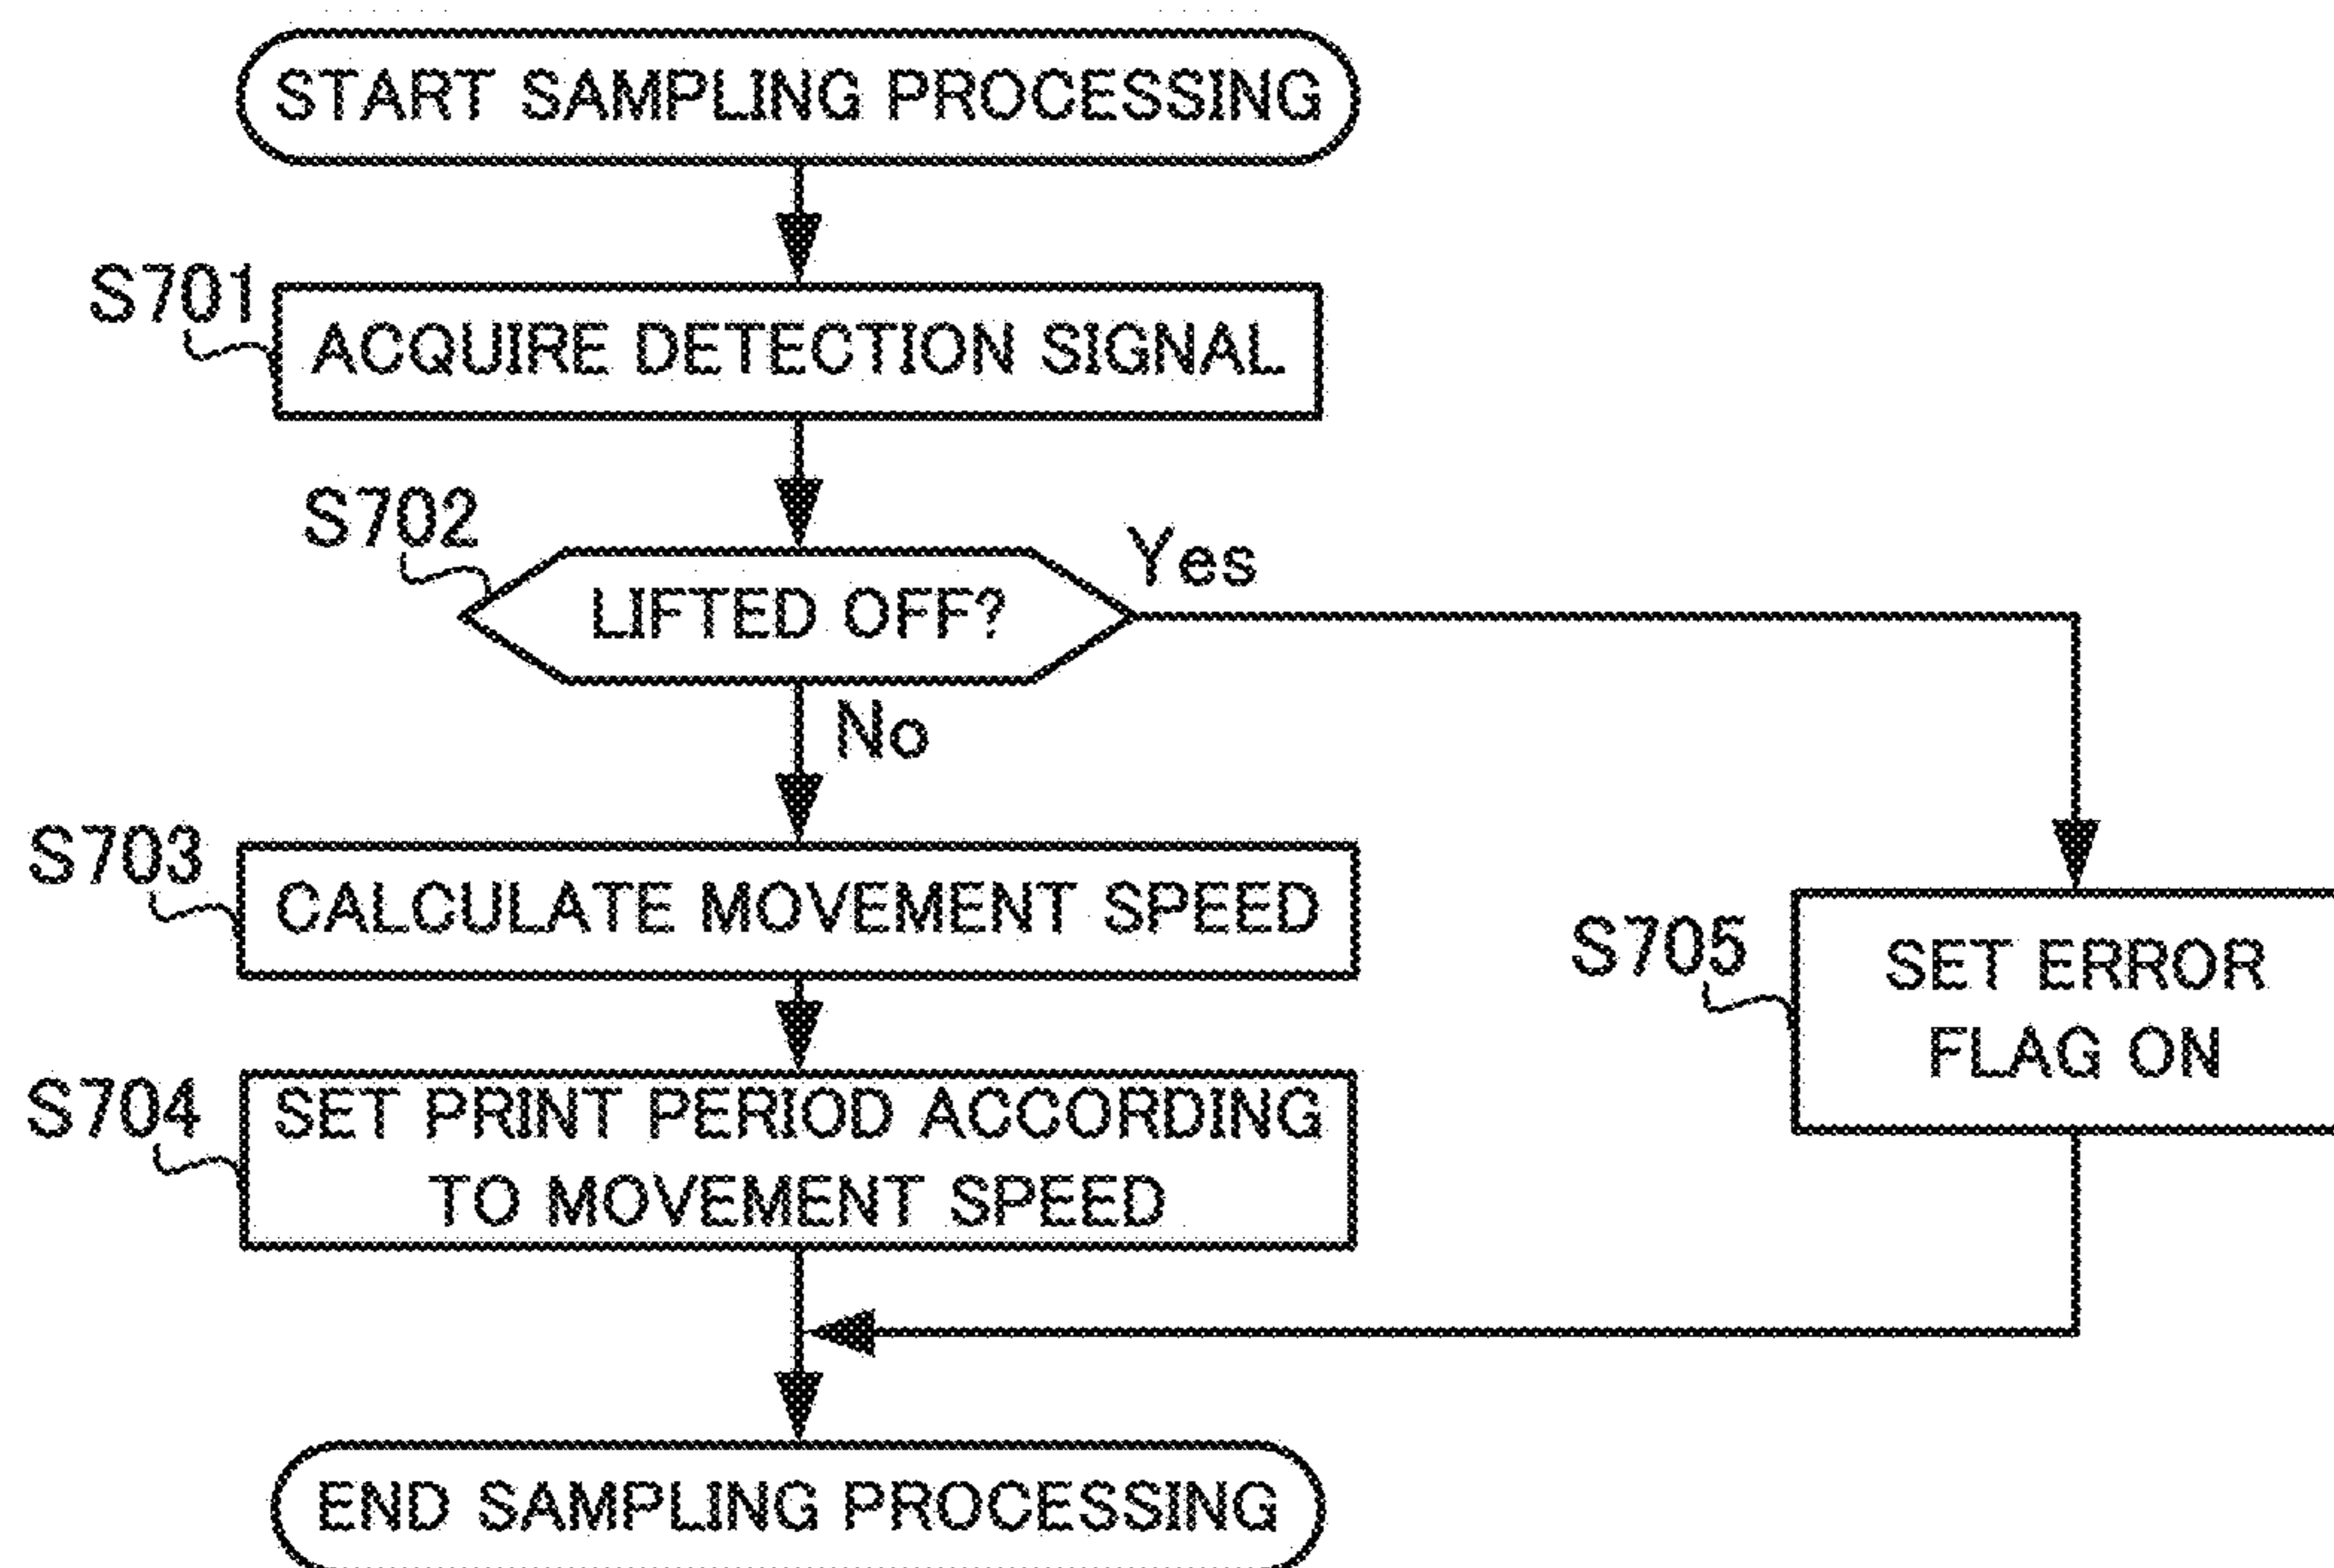 START SAMPLING PROCESSING
S701
ACQUIRE DETECTION SIGNAL
S702
LIFTED OFF?
Yes
No
S703
CALCULATE MOVEMENT SPEED
S705
SET ERROR
FLAG ON
S704
SET PRINT PERIOD ACCORDING
TO MOVEMENT SPEED
END SAMPLING PROCESSING